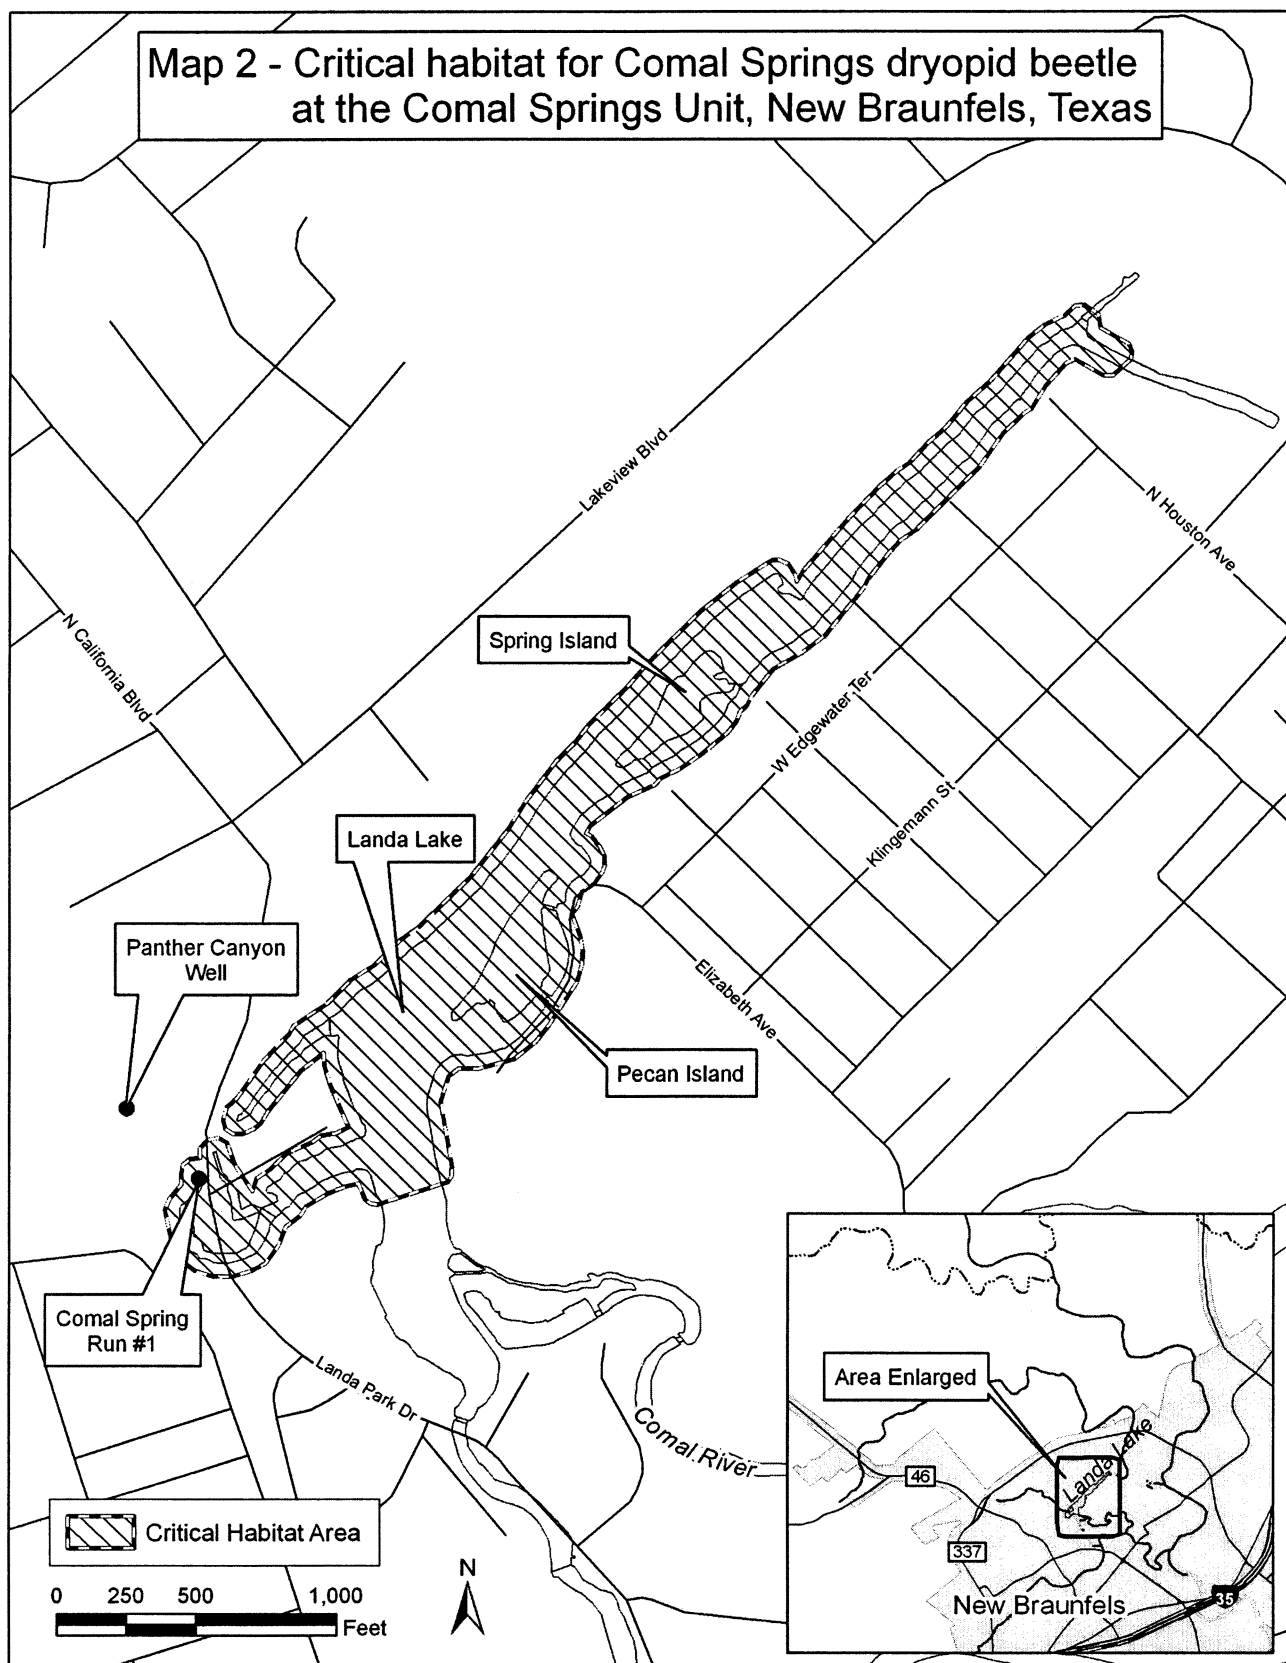 Map 2 - Critical habitat for Comal Springs dryopid beetle
at the Comal Springs Unit, New Braunfels, Texas
Lakeview Blvd
N Houston Ave
N California Blvd
Spring Island
W Edgewater Ter
Klingemann St
Landa Lake
Panther Canyon
Well
Elizabeth Ave
Pecan Island
Comal Spring
Run #1
Landa Park Dr
Comal River
Area Enlarged
Landa Lake
46
337
New Braunfels
35
Critical Habitat Area
N
0 250 500 1,000
Feet